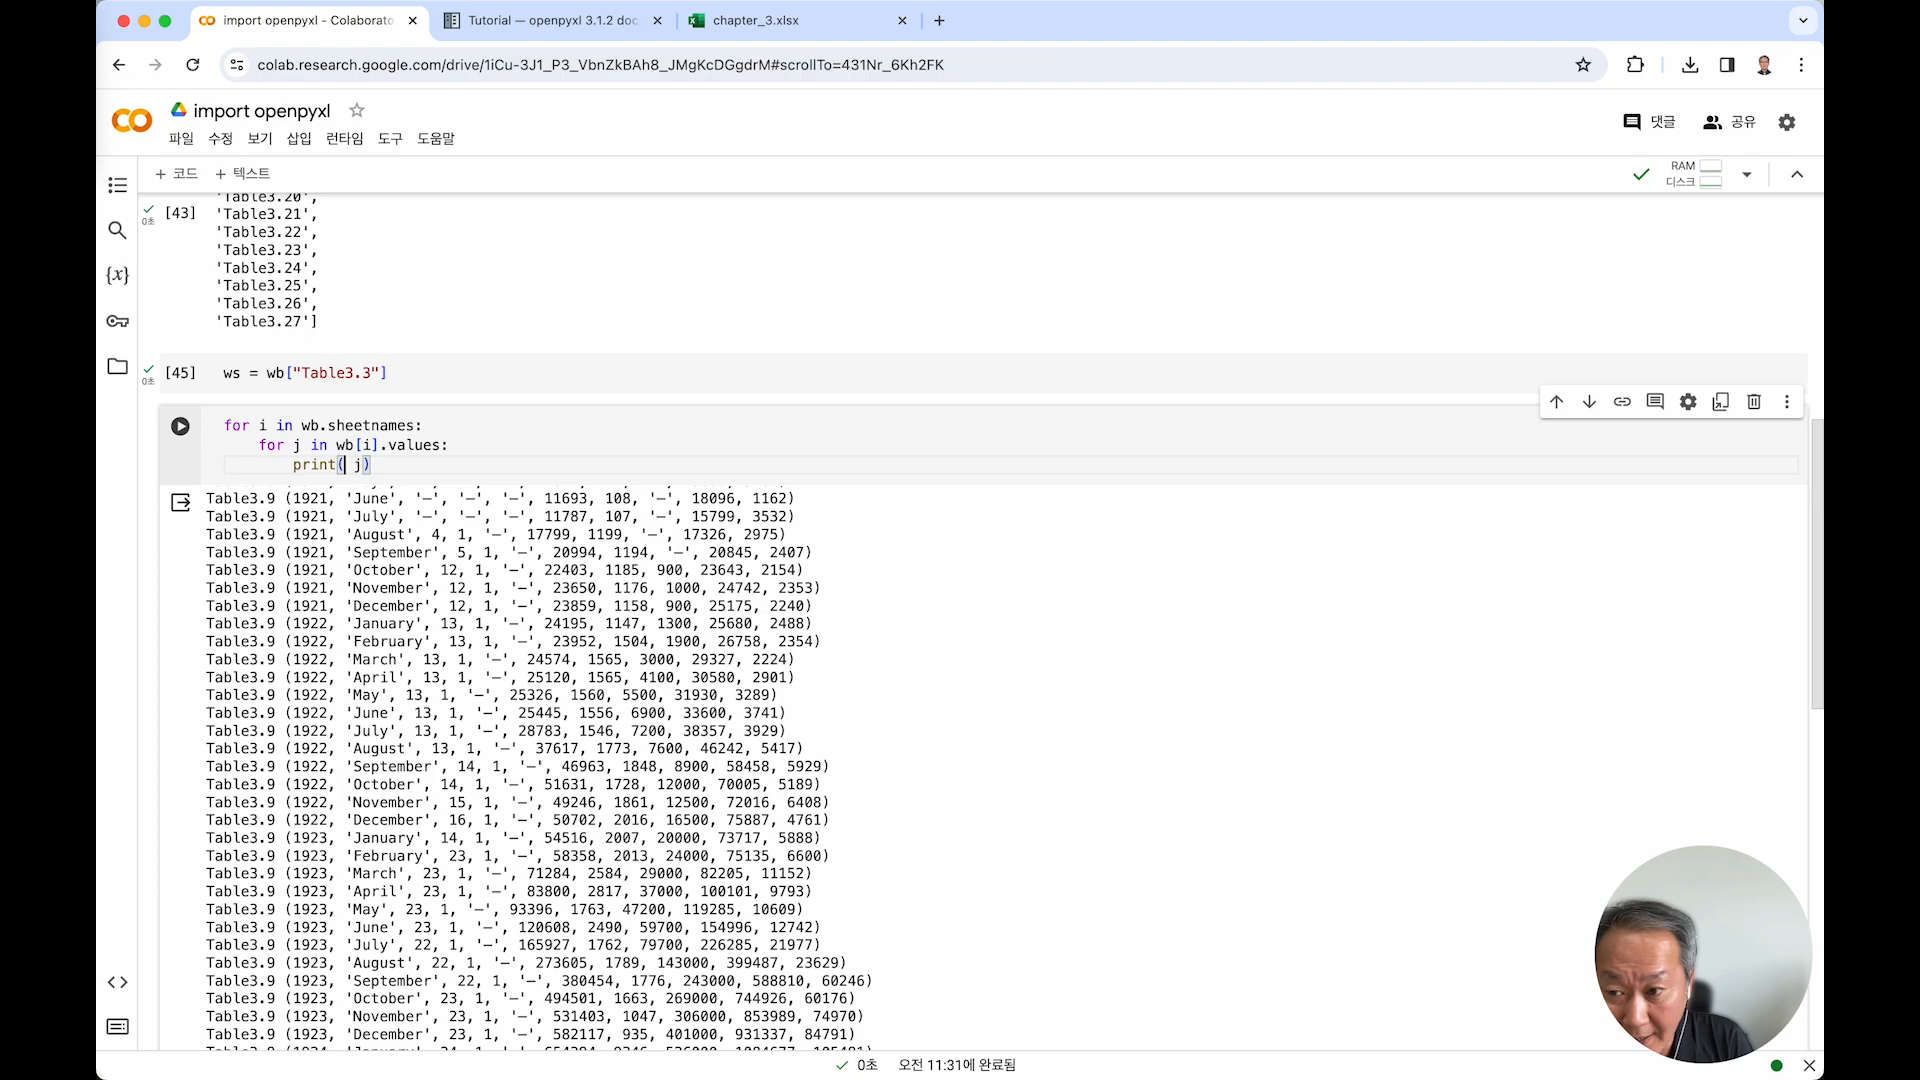 import openpyxl - Colaborato
Tutorial — openpyxl 3.1.2 doc
chapter_3.xlsx
colab.research.google.com/drive/1iCu-3J1_P3_VbnZkBAh8_JMgKcDGgdrM#scrollTo=431Nr_6Kh2FK
import openpyxl
파일 수정 보기 삽입 런타임 도구 도움말
댓글 공유
+ 코드 + 텍스트
RAM
디스크
'Table3.20',
[43] 'Table3.21',
0초
'Table3.22',
'Table3.23',
'Table3.24',
'Table3.25',
'Table3.26',
'Table3.27']
[45] ws = wb["Table3.3"]
0초
for i in wb.sheetnames:
for j in wb[i].values:
print( j)
Table3.9 (1921, 'June', '—', '—', '—', 11693, 108, '—', 18096, 1162)
Table3.9 (1921, 'July', '—', '—', '—', 11787, 107, '—', 15799, 3532)
Table3.9 (1921, 'August', 4, 1, '—', 17799, 1199, '—', 17326, 2975)
Table3.9 (1921, 'September', 5, 1, '—', 20994, 1194, '—', 20845, 2407)
Table3.9 (1921, 'October', 12, 1, '—', 22403, 1185, 900, 23643, 2154)
Table3.9 (1921, 'November', 12, 1, '—', 23650, 1176, 1000, 24742, 2353)
Table3.9 (1921, 'December', 12, 1, '—', 23859, 1158, 900, 25175, 2240)
Table3.9 (1922, 'January', 13, 1, '—', 24195, 1147, 1300, 25680, 2488)
Table3.9 (1922, 'February', 13, 1, '—', 23952, 1504, 1900, 26758, 2354)
Table3.9 (1922, 'March', 13, 1, '—', 24574, 1565, 3000, 29327, 2224)
Table3.9 (1922, 'April', 13, 1, '—', 25120, 1565, 4100, 30580, 2901)
Table3.9 (1922, 'May', 13, 1, '—', 25326, 1560, 5500, 31930, 3289)
Table3.9 (1922, 'June', 13, 1, '—', 25445, 1556, 6900, 33600, 3741)
Table3.9 (1922, 'July', 13, 1, '—', 28783, 1546, 7200, 38357, 3929)
Table3.9 (1922, 'August', 13, 1, '—', 37617, 1773, 7600, 46242, 5417)
Table3.9 (1922, 'September', 14, 1, '—', 46963, 1848, 8900, 58458, 5929)
Table3.9 (1922, 'October', 14, 1, '—', 51631, 1728, 12000, 70005, 5189)
Table3.9 (1922, 'November', 15, 1, '—', 49246, 1861, 12500, 72016, 6408)
Table3.9 (1922, 'December', 16, 1, '—', 50702, 2016, 16500, 75887, 4761)
Table3.9 (1923, 'January', 14, 1, '—', 54516, 2007, 20000, 73717, 5888)
Table3.9 (1923, 'February', 23, 1, '—', 58358, 2013, 24000, 75135, 6600)
Table3.9 (1923, 'March', 23, 1, '—', 71284, 2584, 29000, 82205, 11152)
Table3.9 (1923, 'April', 23, 1, '—', 83800, 2817, 37000, 100101, 9793)
Table3.9 (1923, 'May', 23, 1, '—', 93396, 1763, 47200, 119285, 10609)
Table3.9 (1923, 'June', 23, 1, '—', 120608, 2490, 59700, 154996, 12742)
Table3.9 (1923, 'July', 22, 1, '—', 165927, 1762, 79700, 226285, 21977)
Table3.9 (1923, 'August', 22, 1, '—', 273605, 1789, 143000, 399487, 23629)
Table3.9 (1923, 'September', 22, 1, '—', 380454, 1776, 243000, 588810, 60246)
Table3.9 (1923, 'October', 23, 1, '—', 494501, 1663, 269000, 744926, 60176)
Table3.9 (1923, 'November', 23, 1, '—', 531403, 1047, 306000, 853989, 74970)
Table3.9 (1923, 'December', 23, 1, '—', 582117, 935, 401000, 931337, 84791)
0초 오전 11:31에 완료됨